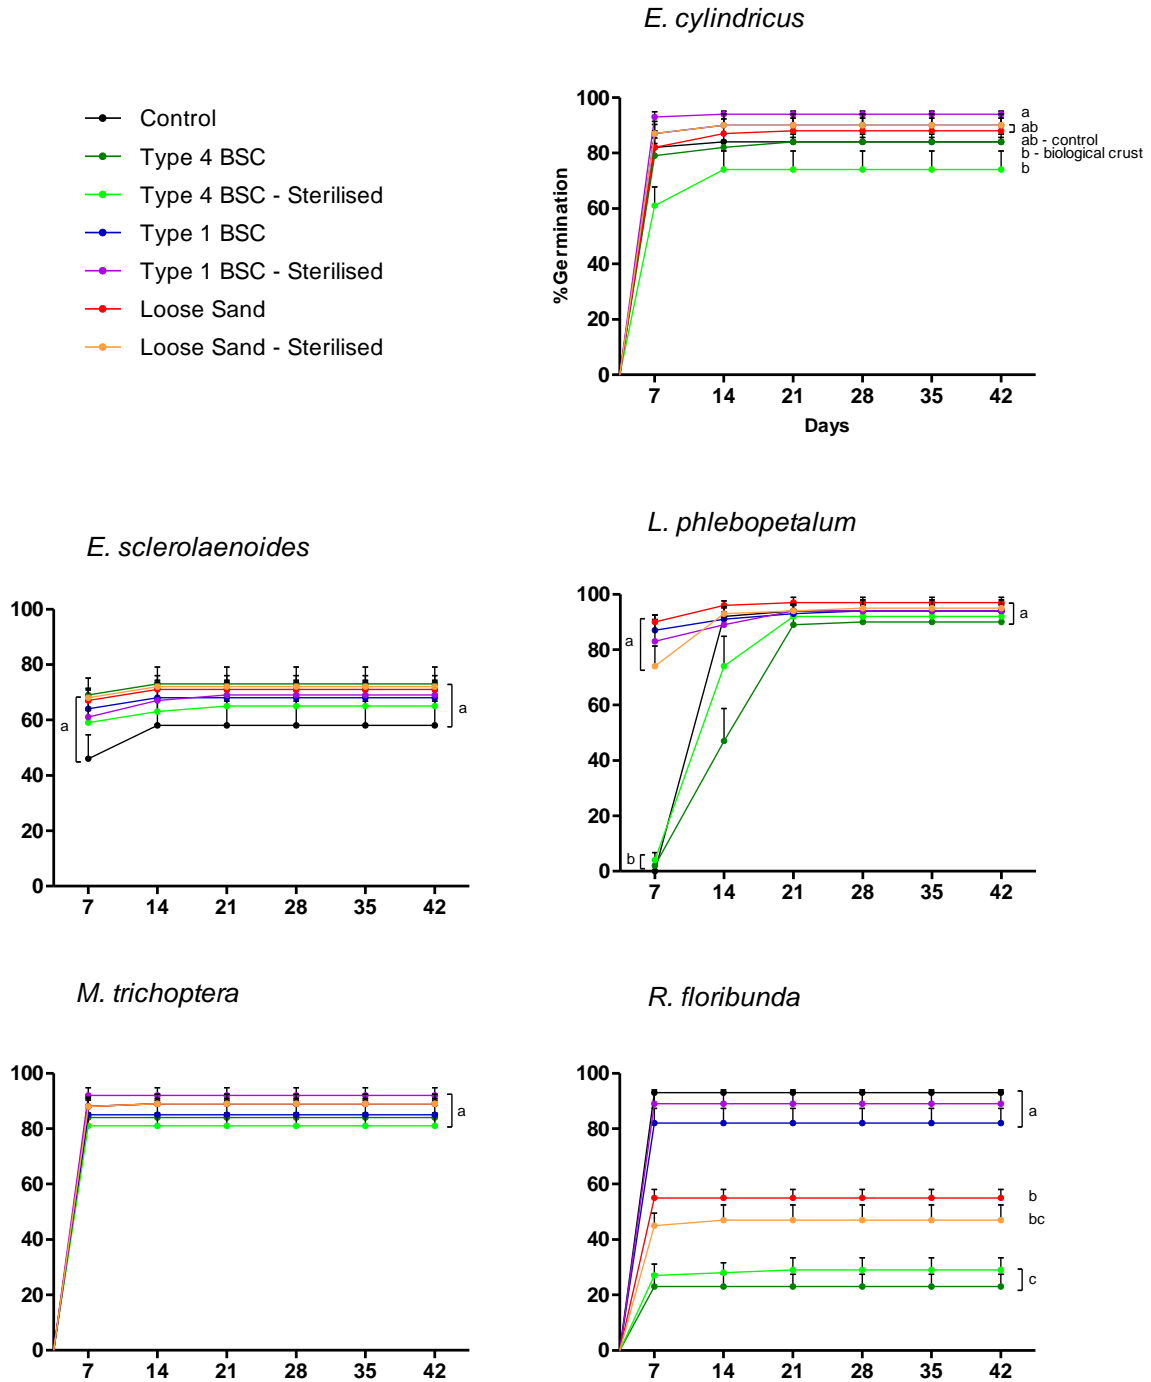 E. cylindricus
Control
Type 4 BSC
Type 4 BSC - Sterilised
Type 1 BSC
Type 1 BSC - Sterilised
Loose Sand
Loose Sand - Sterilised
%Germination
100
80
60
40
20
0
7 14 21 28 35 42
Days
a
ab
ab - control
b - biological crust
b
E. sclerolaenoides
100
80
60
40
20
0
7 14 21 28 35 42
a
a
L. phlebopetalum
100
80
60
40
20
0
7 14 21 28 35 42
a
b
a
M. trichoptera
100
80
60
40
20
0
7 14 21 28 35 42
a
R. floribunda
100
80
60
40
20
0
7 14 21 28 35 42
a
b
bc
c